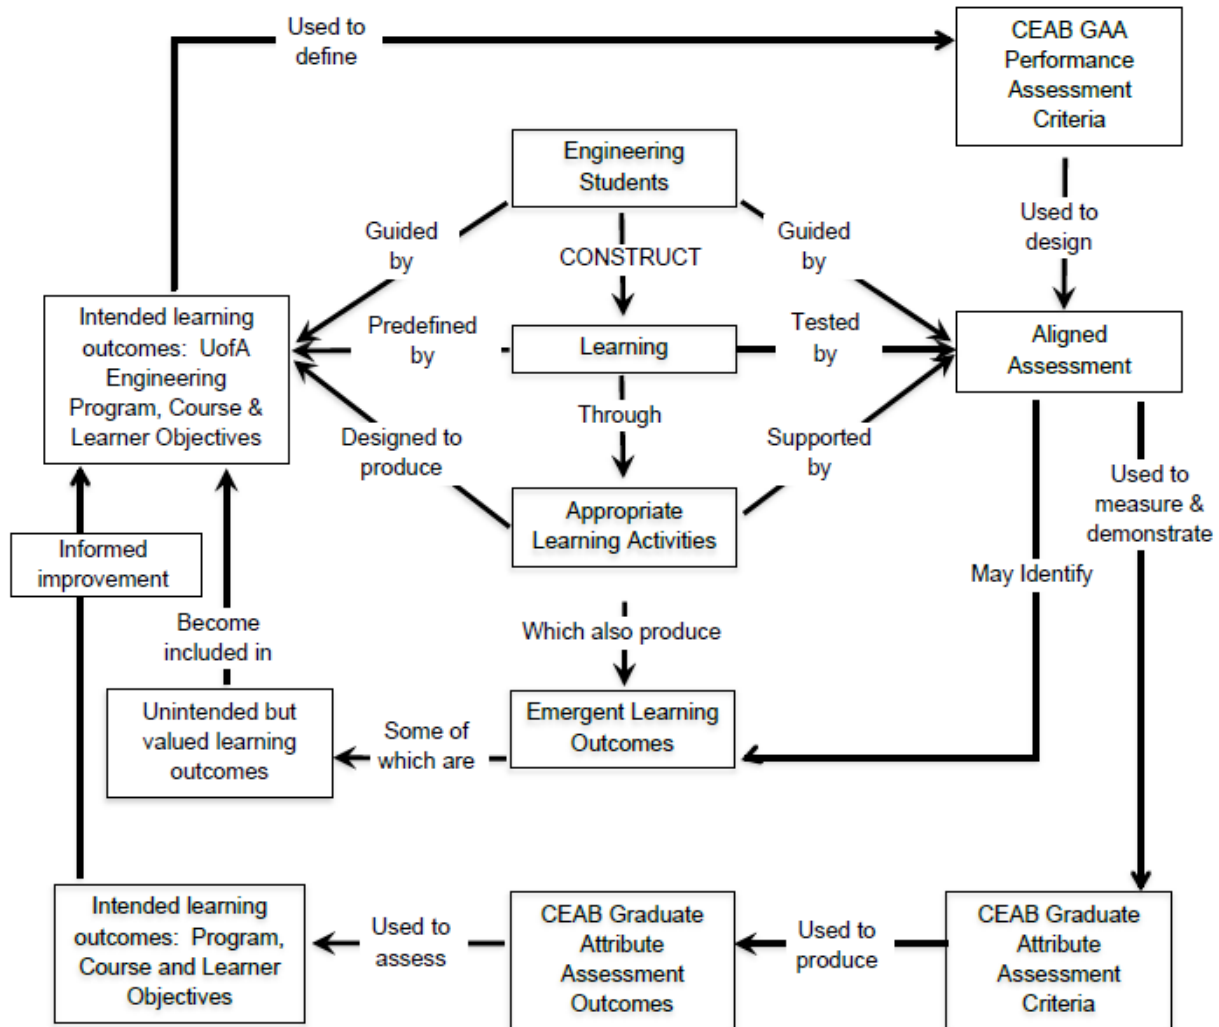 Used to
define
CEAB GAA
Performance
Assessment
Criteria
Engineering
Students
Used to
design
Guided
by
CONSTRUCT
Guided
by
Intended learning
outcomes: UofA
Engineering
Program, Course &
Learner Objectives
Predefined
by
Learning
Tested
by
Aligned
Assessment
Through
Designed to
produce
Supported
by
Appropriate
Learning Activities
Used to
measure &
demonstrate
Informed
improvement
May Identify
Which also produce
Become
included in
Unintended but
valued learning
outcomes
Some of
which are
Emergent Learning
Outcomes
Intended learning
outcomes: Program,
Course and Learner
Objectives
Used to
assess
CEAB Graduate
Attribute
Assessment
Outcomes
Used to
produce
CEAB Graduate
Attribute
Assessment
Criteria